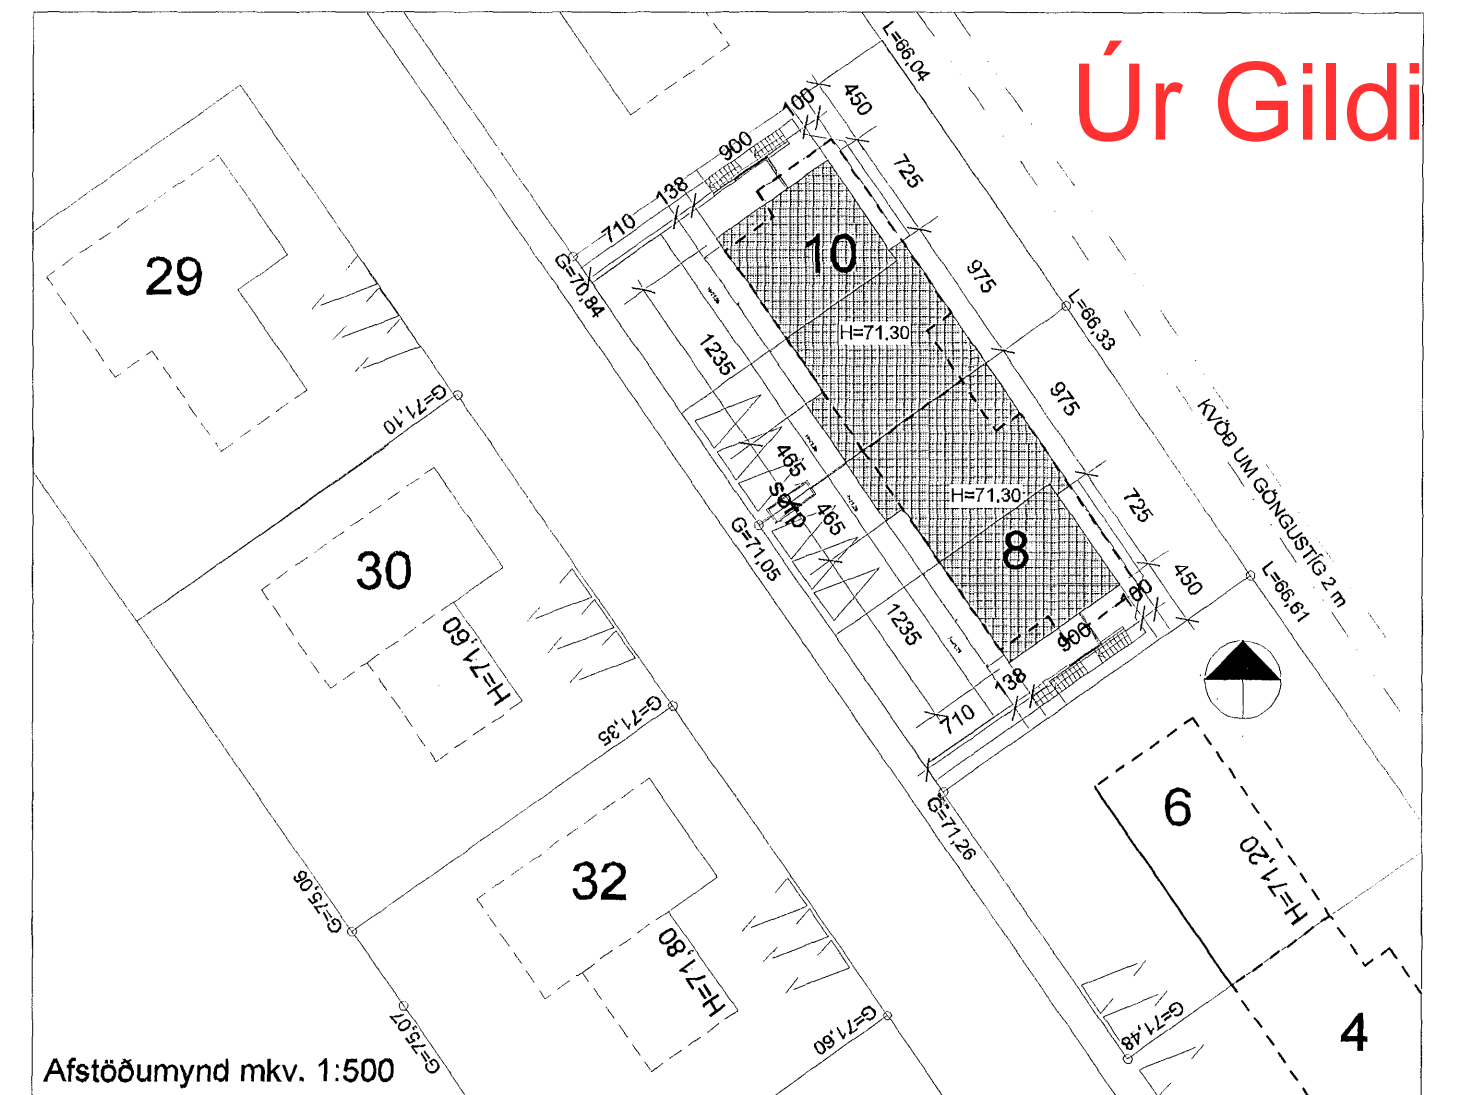 Úr Gildi
L=66,04
100
450
900
725
138
710
10
29
G=70,84
975
L=66,33
H=71,30
1235
975
G=71,10
KVÖÐ UM GÖNGUSTÍG 2 m
465
sorp
465
H=71,30
725
G=71,05
8
30
450
L=66,61
100
1235
H=71,60
900
138
G=71,35
710
6
G=71,26
H=71,20
32
G=75,06
H=71,80
G=75,07
G=71,60
G=71,48
4
Afstöðumynd mkv. 1:500